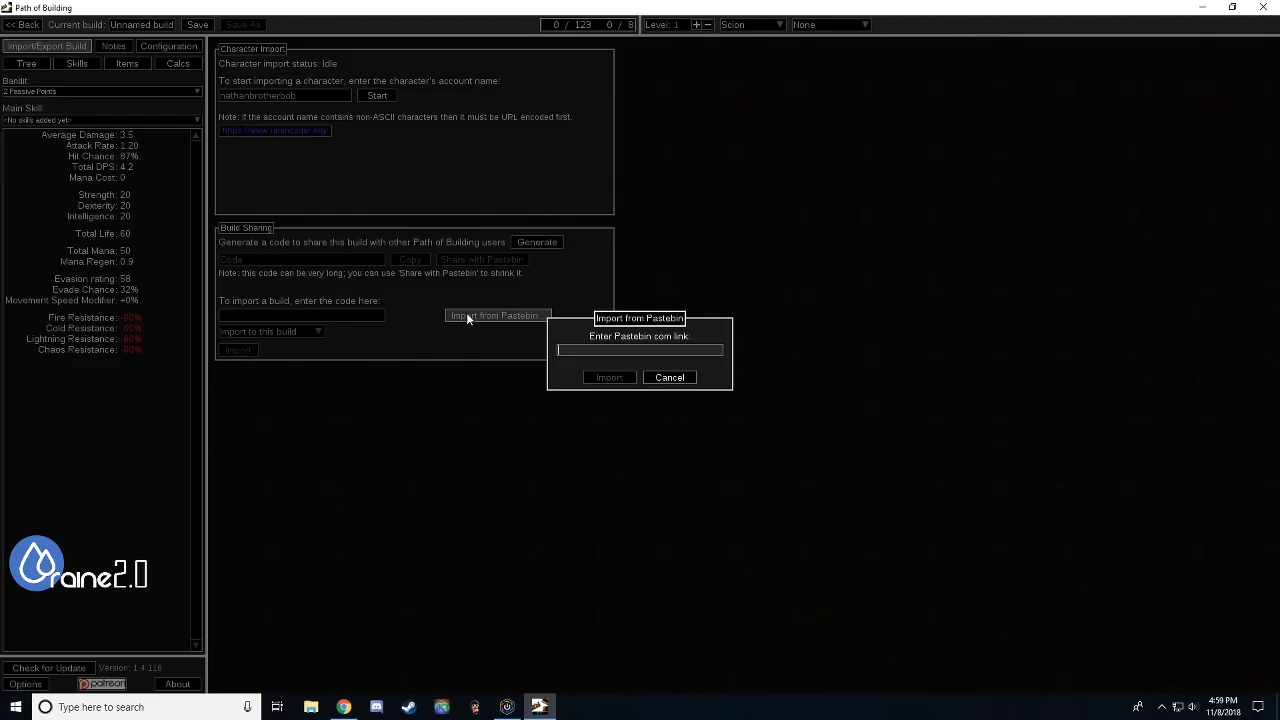 Path of Building
<< Back Current build: Unnamed build Save Save As 0 / 123 0 / 8 Level: 1 + − Scion None
Import/Export Build Notes Configuration
Tree Skills Items Calcs
Bandit:
2 Passive Points
Main Skill:
<No skills added yet>
Average Damage: 3.5
Attack Rate: 1.20
Hit Chance: 87%
Total DPS: 4.2
Mana Cost: 0
Strength: 20
Dexterity: 20
Intelligence: 20
Total Life: 60
Total Mana: 50
Mana Regen: 0.9
Evasion rating: 58
Evade Chance: 32%
Movement Speed Modifier: +0%
Fire Resistance: -60%
Cold Resistance: -60%
Lightning Resistance: -60%
Chaos Resistance: -60%
raine2.0
Check for Update Version: 1.4.116
Options patreon About
Character Import
Character import status: Idle
To start importing a character, enter the character's account name:
nathanbrotherbob Start
Note: if the account name contains non-ASCII characters then it must be URL encoded first.
https://www.urlencoder.org/
Build Sharing
Generate a code to share this build with other Path of Building users: Generate
Code Copy Share with Pastebin
Note: this code can be very long; you can use 'Share with Pastebin' to shrink it.
To import a build, enter the code here:
Import from Pastebin...
Import to this build
Import
Import from Pastebin
Enter Pastebin.com link:
Import Cancel
Type here to search
4:59 PM
11/8/2018